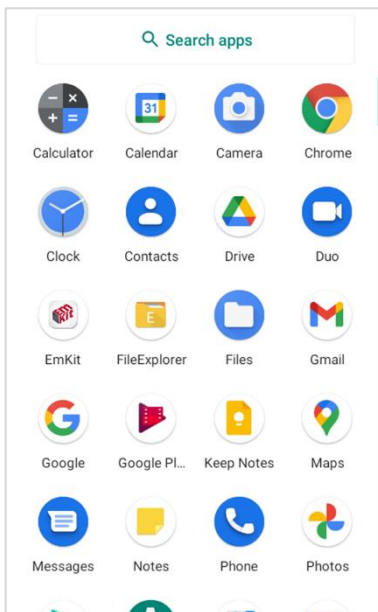 Search apps
31
Calculator Calendar Camera Chrome
Clock Contacts Drive Duo
E
EmKit FileExplorer Files Gmail
Google Google Pl... Keep Notes Maps
Messages Notes Phone Photos